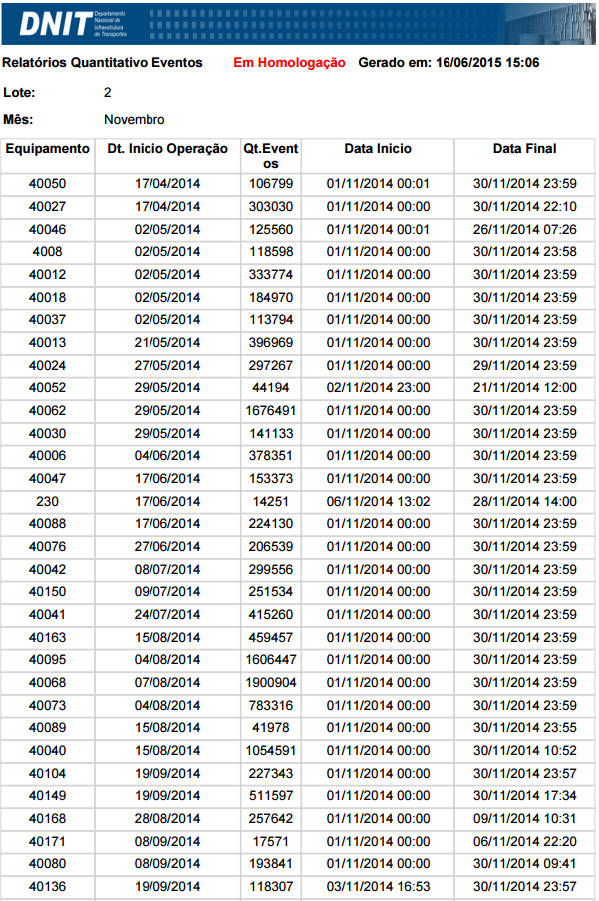 DNIT Departamento
Nacional de
Infraestrutura
de Transportes
Relatórios Quantitativo Eventos Em Homologação Gerado em: 16/06/2015 15:06
Lote: 2
Mês: Novembro
Equipamento Dt. Inicio Operação Qt.Event Data Inicio Data Final
os
40050 17/04/2014 106799 01/11/2014 00:01 30/11/2014 23:59
40027 17/04/2014 303030 01/11/2014 00:00 30/11/2014 22:10
40046 02/05/2014 125560 01/11/2014 00:01 26/11/2014 07:26
4008 02/05/2014 118598 01/11/2014 00:00 30/11/2014 23:58
40012 02/05/2014 333774 01/11/2014 00:00 30/11/2014 23:59
40018 02/05/2014 184970 01/11/2014 00:00 30/11/2014 23:59
40037 02/05/2014 113794 01/11/2014 00:00 30/11/2014 23:59
40013 21/05/2014 396969 01/11/2014 00:00 30/11/2014 23:59
40024 27/05/2014 297267 01/11/2014 00:00 29/11/2014 23:59
40052 29/05/2014 44194 02/11/2014 23:00 21/11/2014 12:00
40062 29/05/2014 1676491 01/11/2014 00:00 30/11/2014 23:59
40030 29/05/2014 141133 01/11/2014 00:00 30/11/2014 23:59
40006 04/06/2014 378351 01/11/2014 00:00 30/11/2014 23:59
40047 17/06/2014 153373 01/11/2014 00:00 30/11/2014 23:59
230 17/06/2014 14251 06/11/2014 13:02 28/11/2014 14:00
40088 17/06/2014 224130 01/11/2014 00:00 30/11/2014 23:59
40076 27/06/2014 206539 01/11/2014 00:00 30/11/2014 23:59
40042 08/07/2014 299556 01/11/2014 00:00 30/11/2014 23:59
40150 09/07/2014 251534 01/11/2014 00:00 30/11/2014 23:59
40041 24/07/2014 415260 01/11/2014 00:00 30/11/2014 23:59
40163 15/08/2014 459457 01/11/2014 00:00 30/11/2014 23:59
40095 04/08/2014 1606447 01/11/2014 00:00 30/11/2014 23:59
40068 07/08/2014 1900904 01/11/2014 00:00 30/11/2014 23:59
40073 04/08/2014 783316 01/11/2014 00:00 30/11/2014 23:59
40089 15/08/2014 41978 01/11/2014 00:00 30/11/2014 23:55
40040 15/08/2014 1054591 01/11/2014 00:00 30/11/2014 10:52
40104 19/09/2014 227343 01/11/2014 00:00 30/11/2014 23:57
40149 19/09/2014 511597 01/11/2014 00:00 30/11/2014 17:34
40168 28/08/2014 257642 01/11/2014 00:00 09/11/2014 10:31
40171 08/09/2014 17571 01/11/2014 00:00 06/11/2014 22:20
40080 08/09/2014 193841 01/11/2014 00:00 30/11/2014 09:41
40136 19/09/2014 118307 03/11/2014 16:53 30/11/2014 23:57